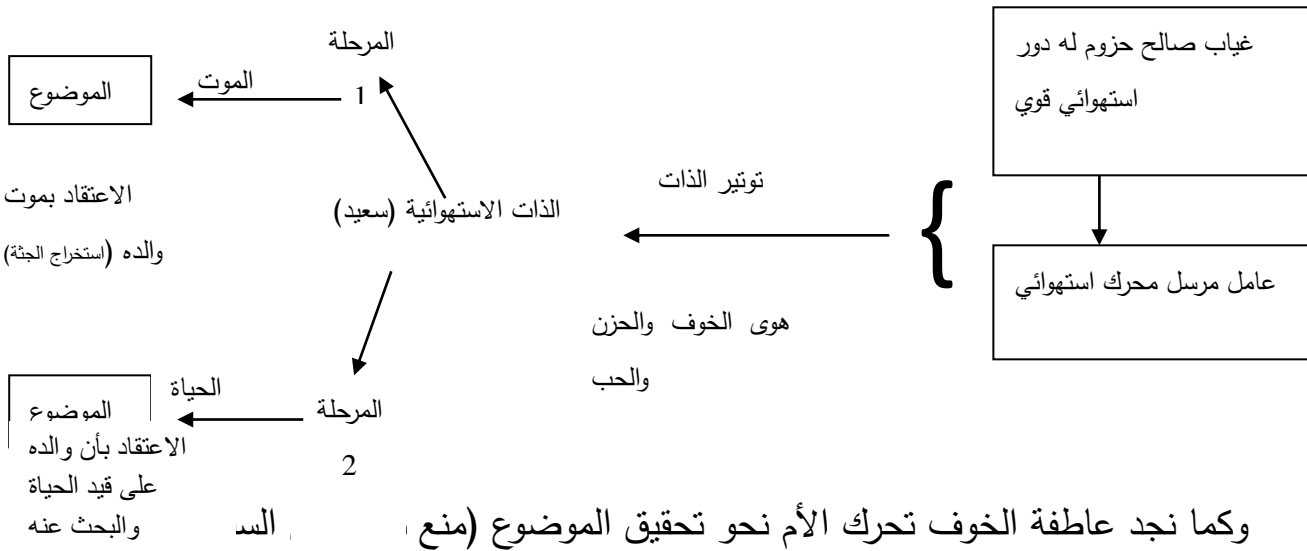 غياب صالح حزوم له دور
استهوائي قوي
عامل مرسل محرك استهوائي
{
توتير الذات
هوى الخوف والحزن
والحب
الذات الاستهوائية (سعيد)
المرحلة
1
الموت
الموضوع
الاعتقاد بموت
والده (استخراج الجثة)
المرحلة
2
الحياة
الموضوع
الاعتقاد بأن والده
على قيد الحياة
والبحث عنه
وكما نجد عاطفة الخوف تحرك الأم نحو تحقيق الموضوع (منع